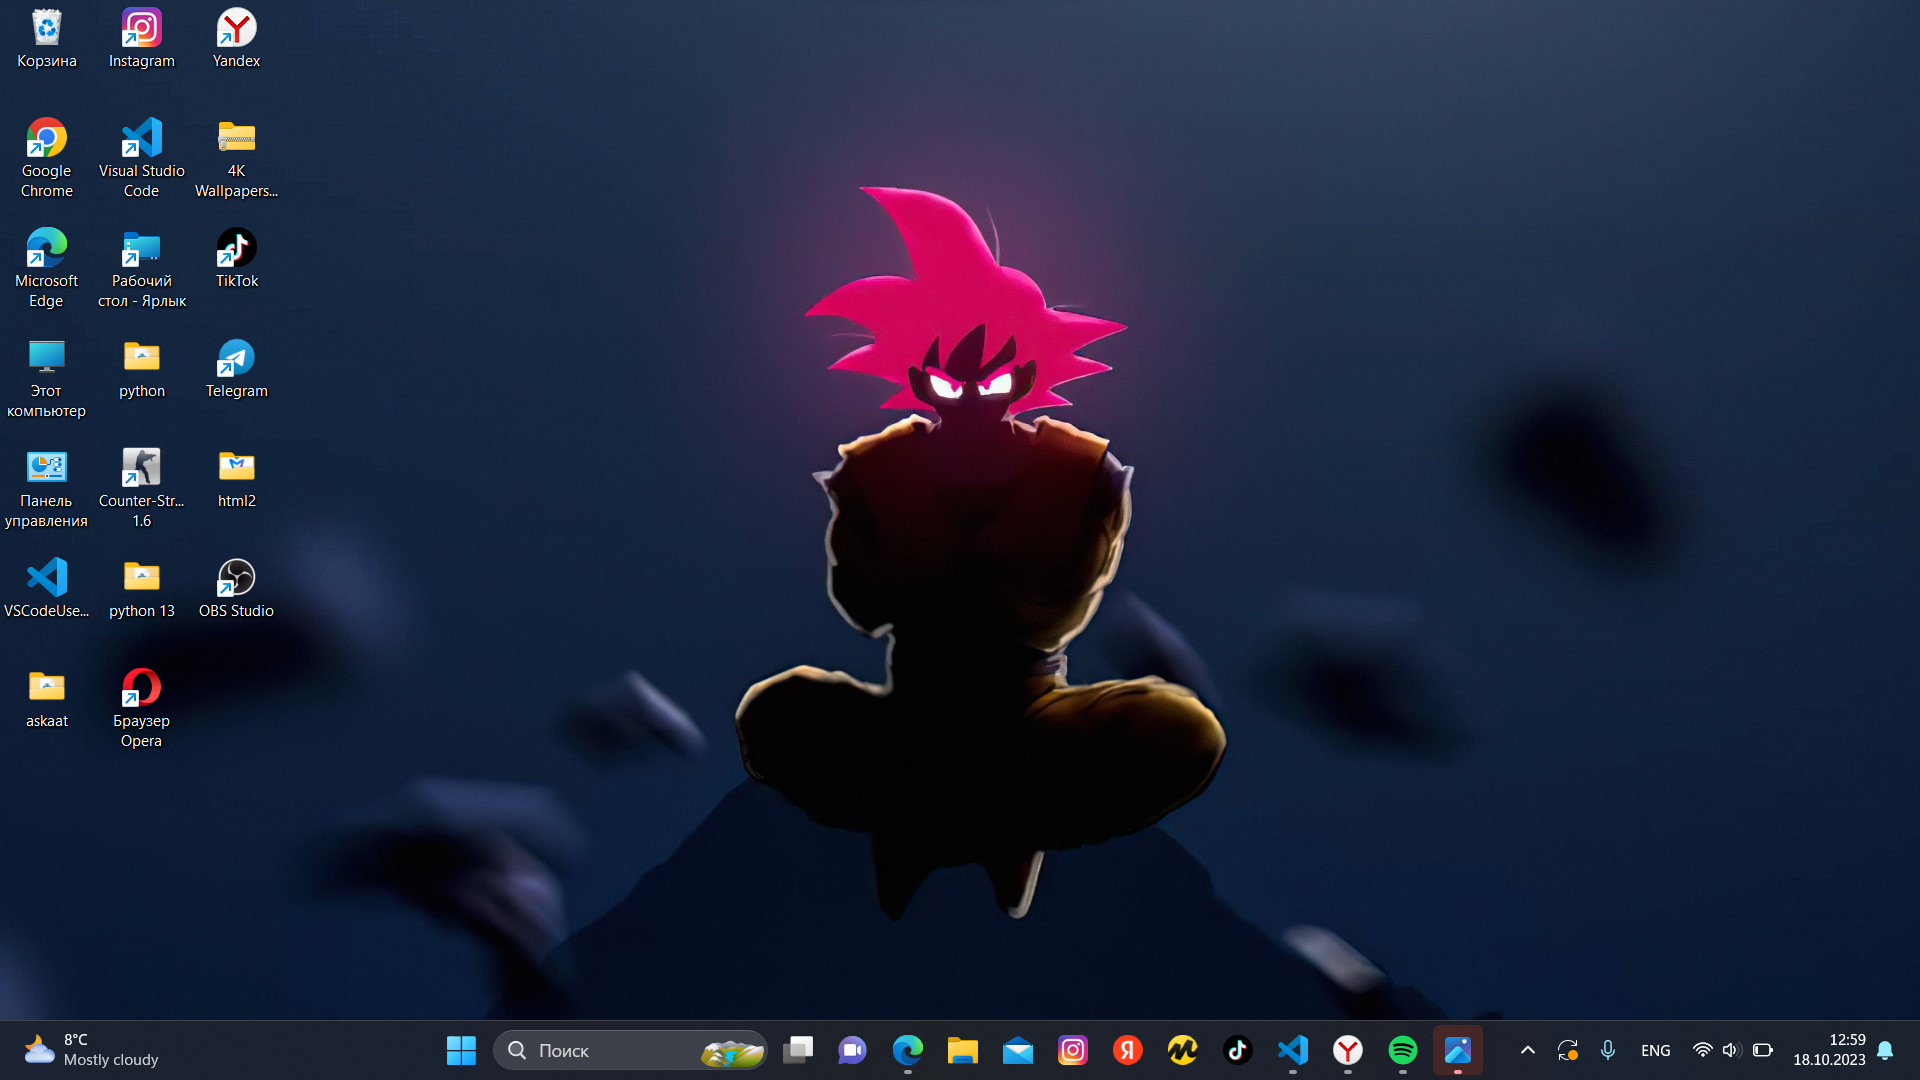 Корзина
Instagram
Yandex
Google
Chrome
Visual Studio
Code
4K
Wallpapers...
Microsoft
Edge
Рабочий
стол - Ярлык
TikTok
Этот
компьютер
python
Telegram
Панель
управления
Counter-Str...
1.6
html2
VSCodeUse...
python 13
OBS Studio
askaat
Браузер
Opera
8°C
Mostly cloudy
Поиск
ENG
12:59
18.10.2023